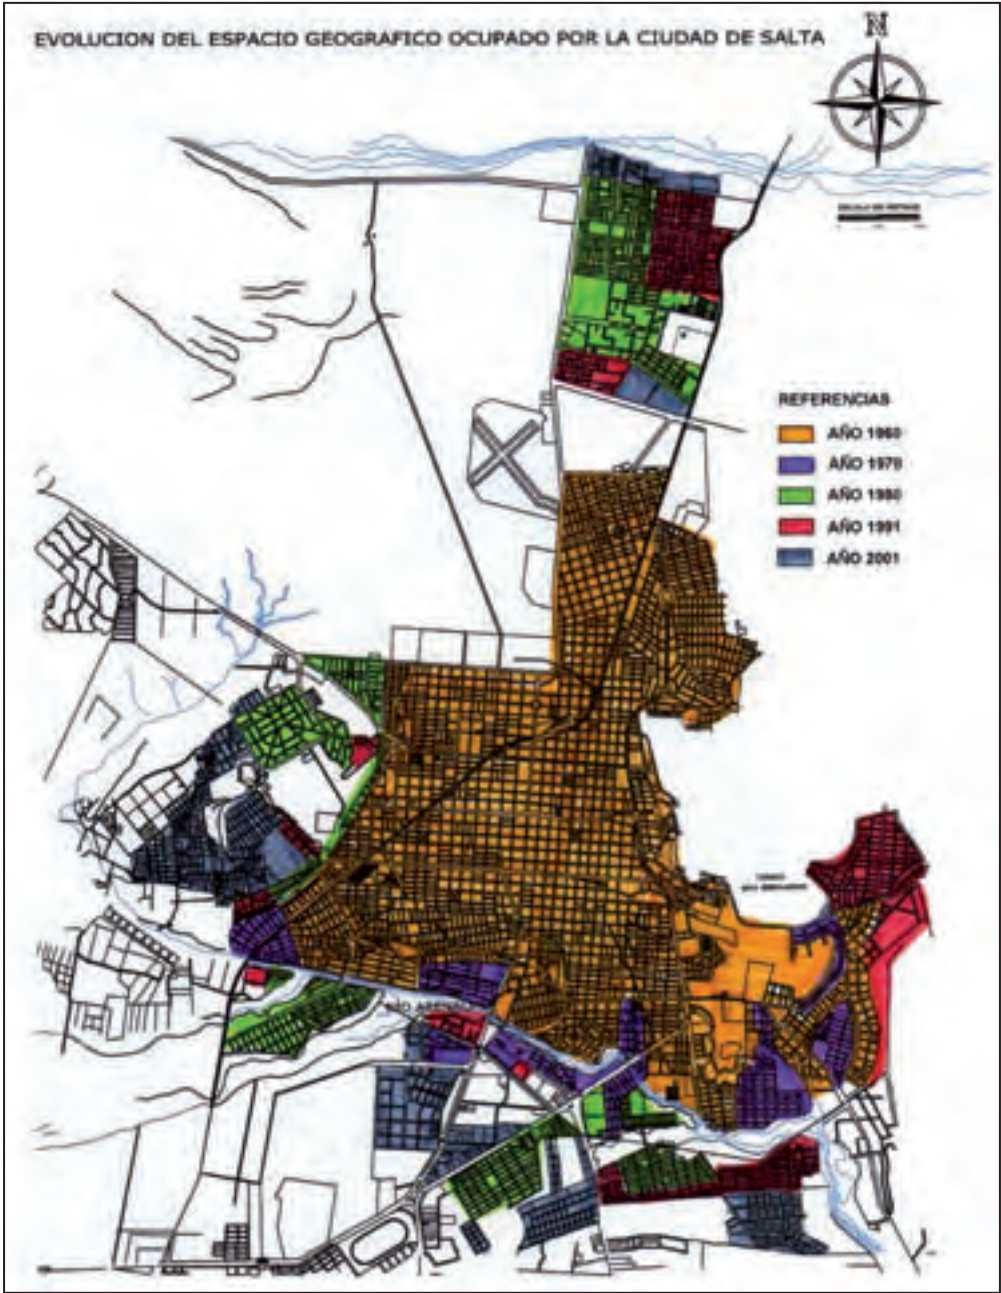 EVOLUCION DEL ESPACIO GEOGRAFICO OCUPADO POR LA CIUDAD DE SALTA
N
REFERENCIAS
AÑO 1960
AÑO 1970
AÑO 1980
AÑO 1991
AÑO 2001